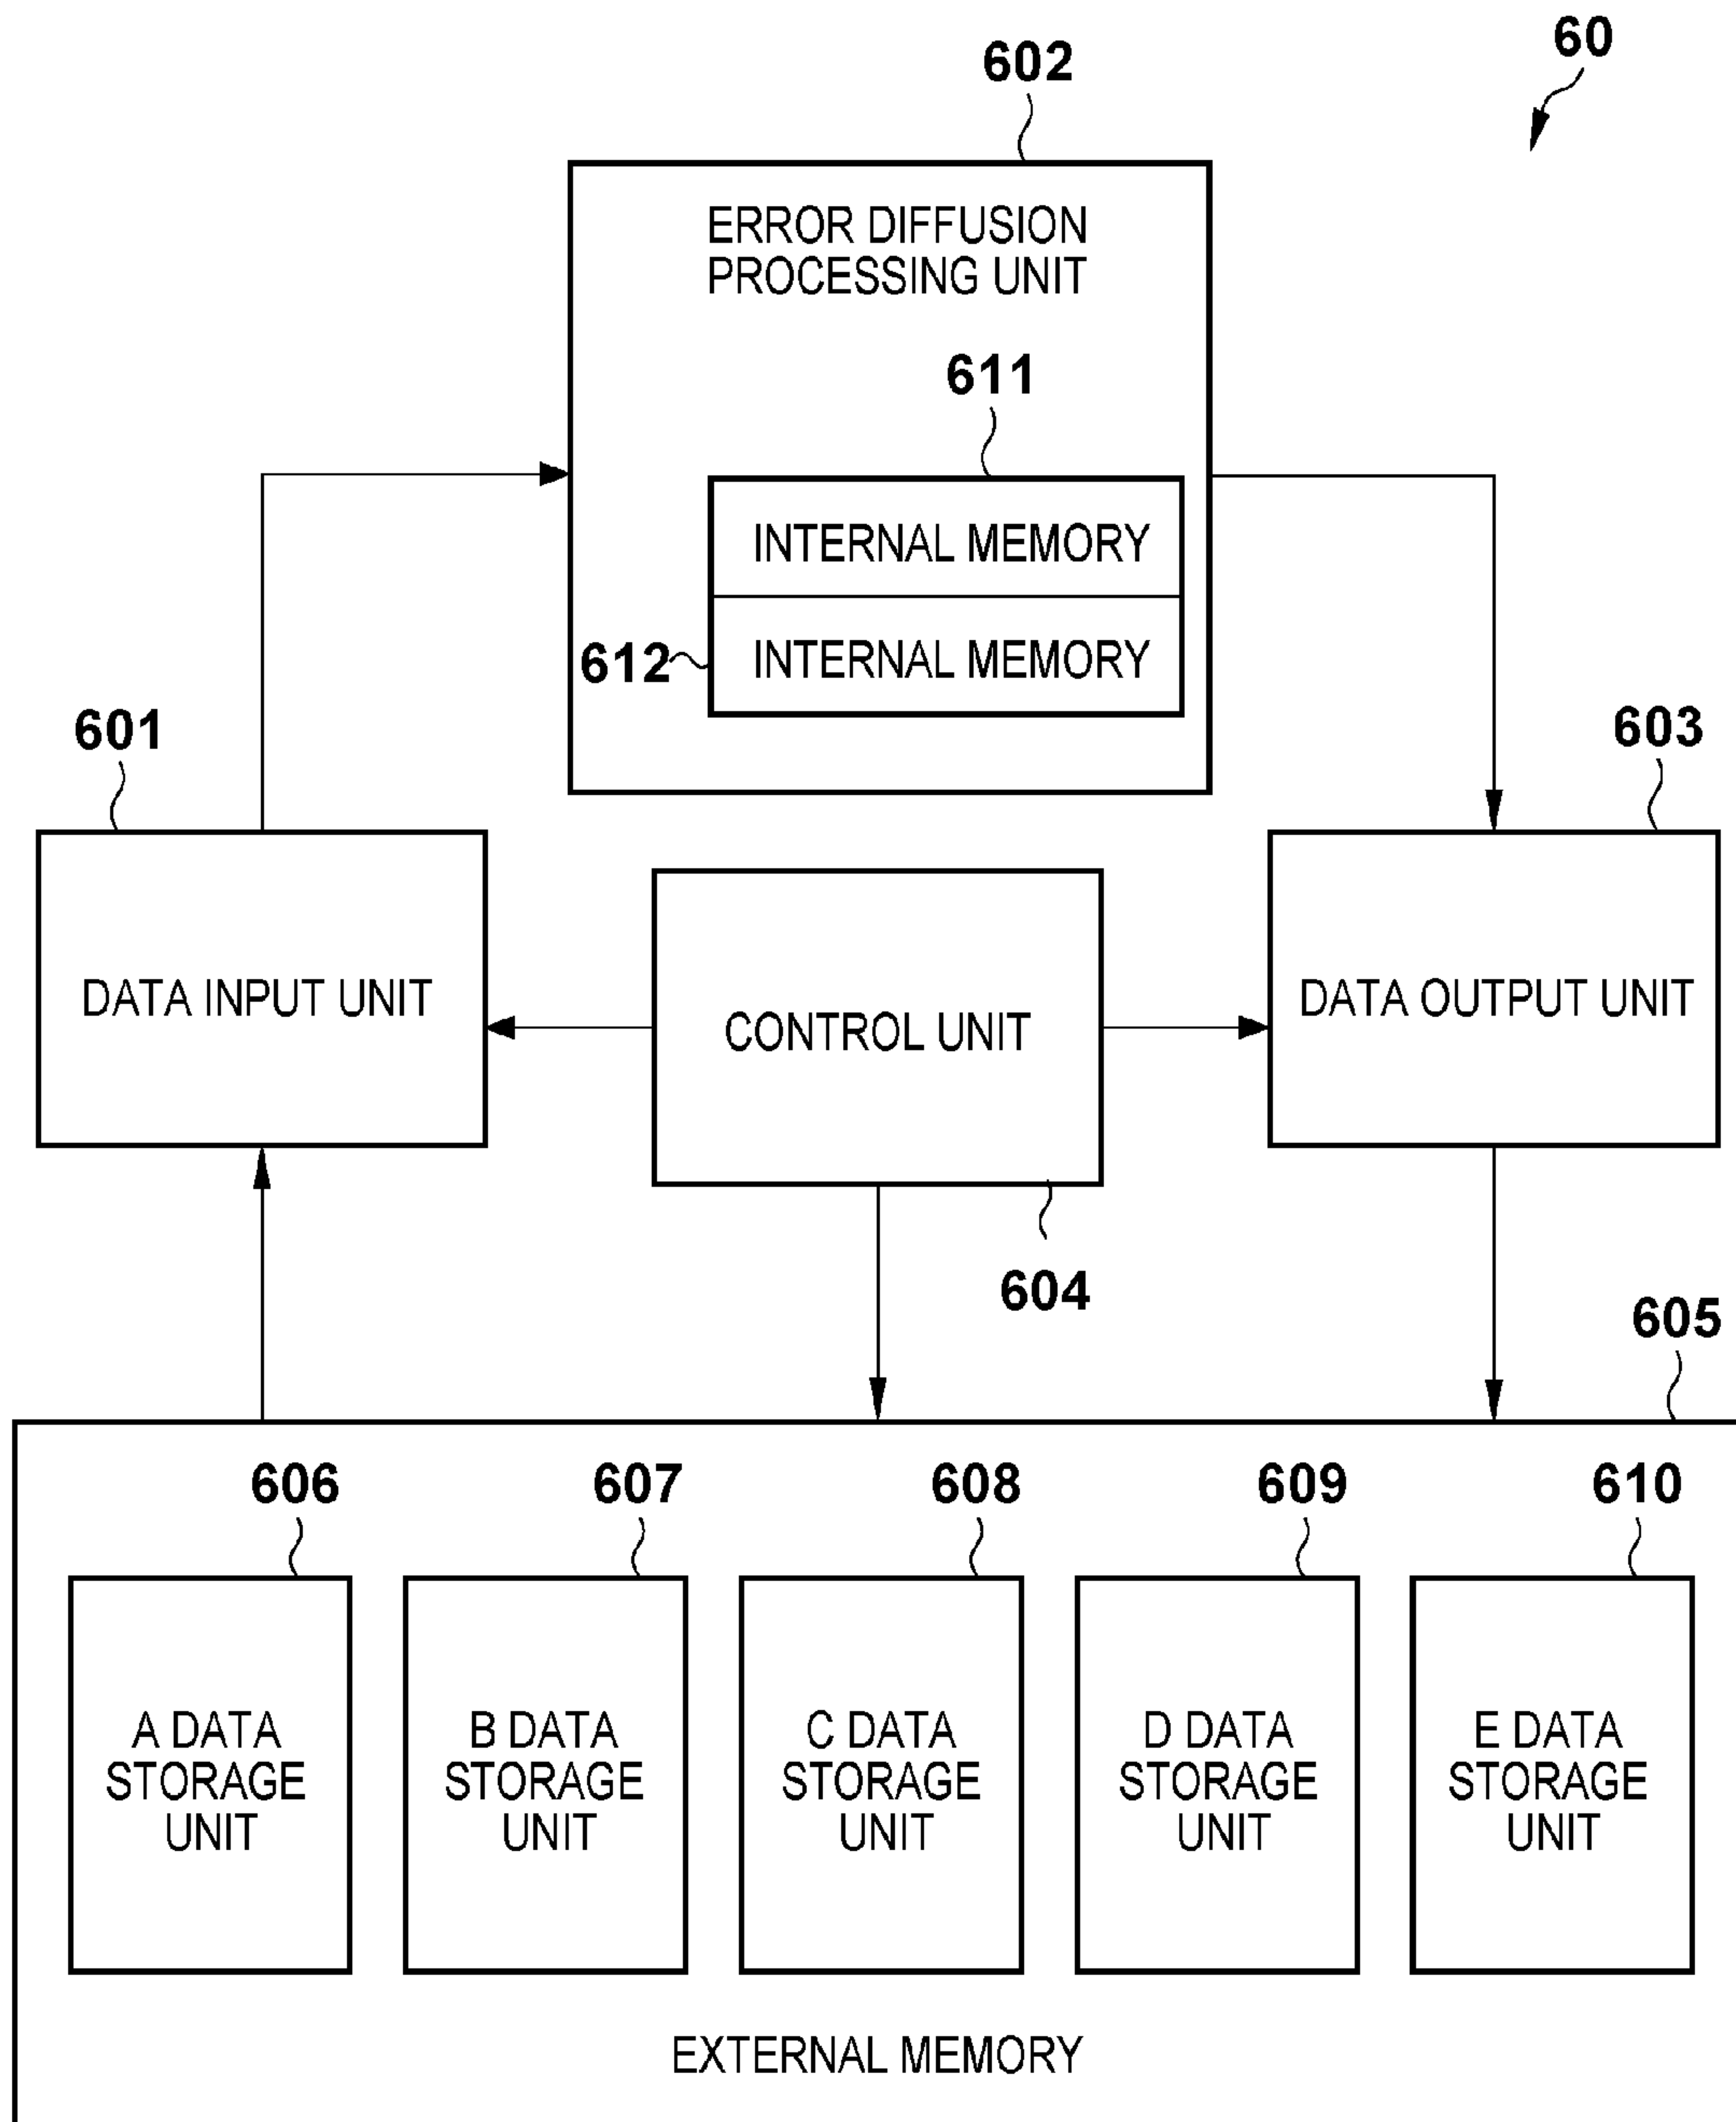 60
602
ERROR DIFFUSION
PROCESSING UNIT
611
INTERNAL MEMORY
612
INTERNAL MEMORY
601
603
DATA INPUT UNIT
CONTROL UNIT
DATA OUTPUT UNIT
604
605
606
607
608
609
610
A DATA
STORAGE
UNIT
B DATA
STORAGE
UNIT
C DATA
STORAGE
UNIT
D DATA
STORAGE
UNIT
E DATA
STORAGE
UNIT
EXTERNAL MEMORY